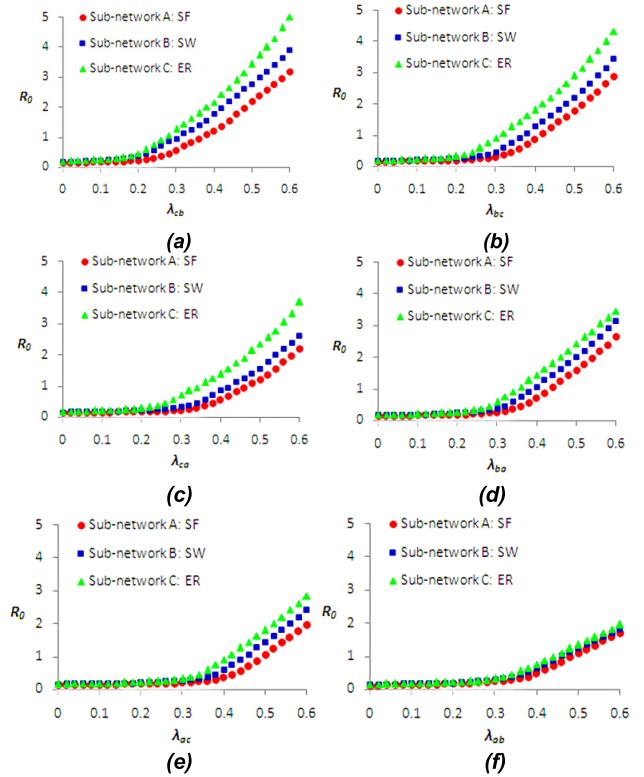 5
Sub-network A: SF
4
Sub-network B: SW
3
Sub-network C: ER
R0
2
1
0
0 0.1 0.2 0.3 0.4 0.5 0.6
λcb
(a)
5
Sub-network A: SF
4
Sub-network B: SW
3
Sub-network C: ER
R0
2
1
0
0 0.1 0.2 0.3 0.4 0.5 0.6
λbc
(b)
5
Sub-network A: SF
4
Sub-network B: SW
3
Sub-network C: ER
R0
2
1
0
0 0.1 0.2 0.3 0.4 0.5 0.6
λca
(c)
5
Sub-network A: SF
4
Sub-network B: SW
3
Sub-network C: ER
R0
2
1
0
0 0.1 0.2 0.3 0.4 0.5 0.6
λba
(d)
5
Sub-network A: SF
4
Sub-network B: SW
3
Sub-network C: ER
R0
2
1
0
0 0.1 0.2 0.3 0.4 0.5 0.6
λac
(e)
5
Sub-network A: SF
4
Sub-network B: SW
3
Sub-network C: ER
R0
2
1
0
0 0.1 0.2 0.3 0.4 0.5 0.6
λab
(f)